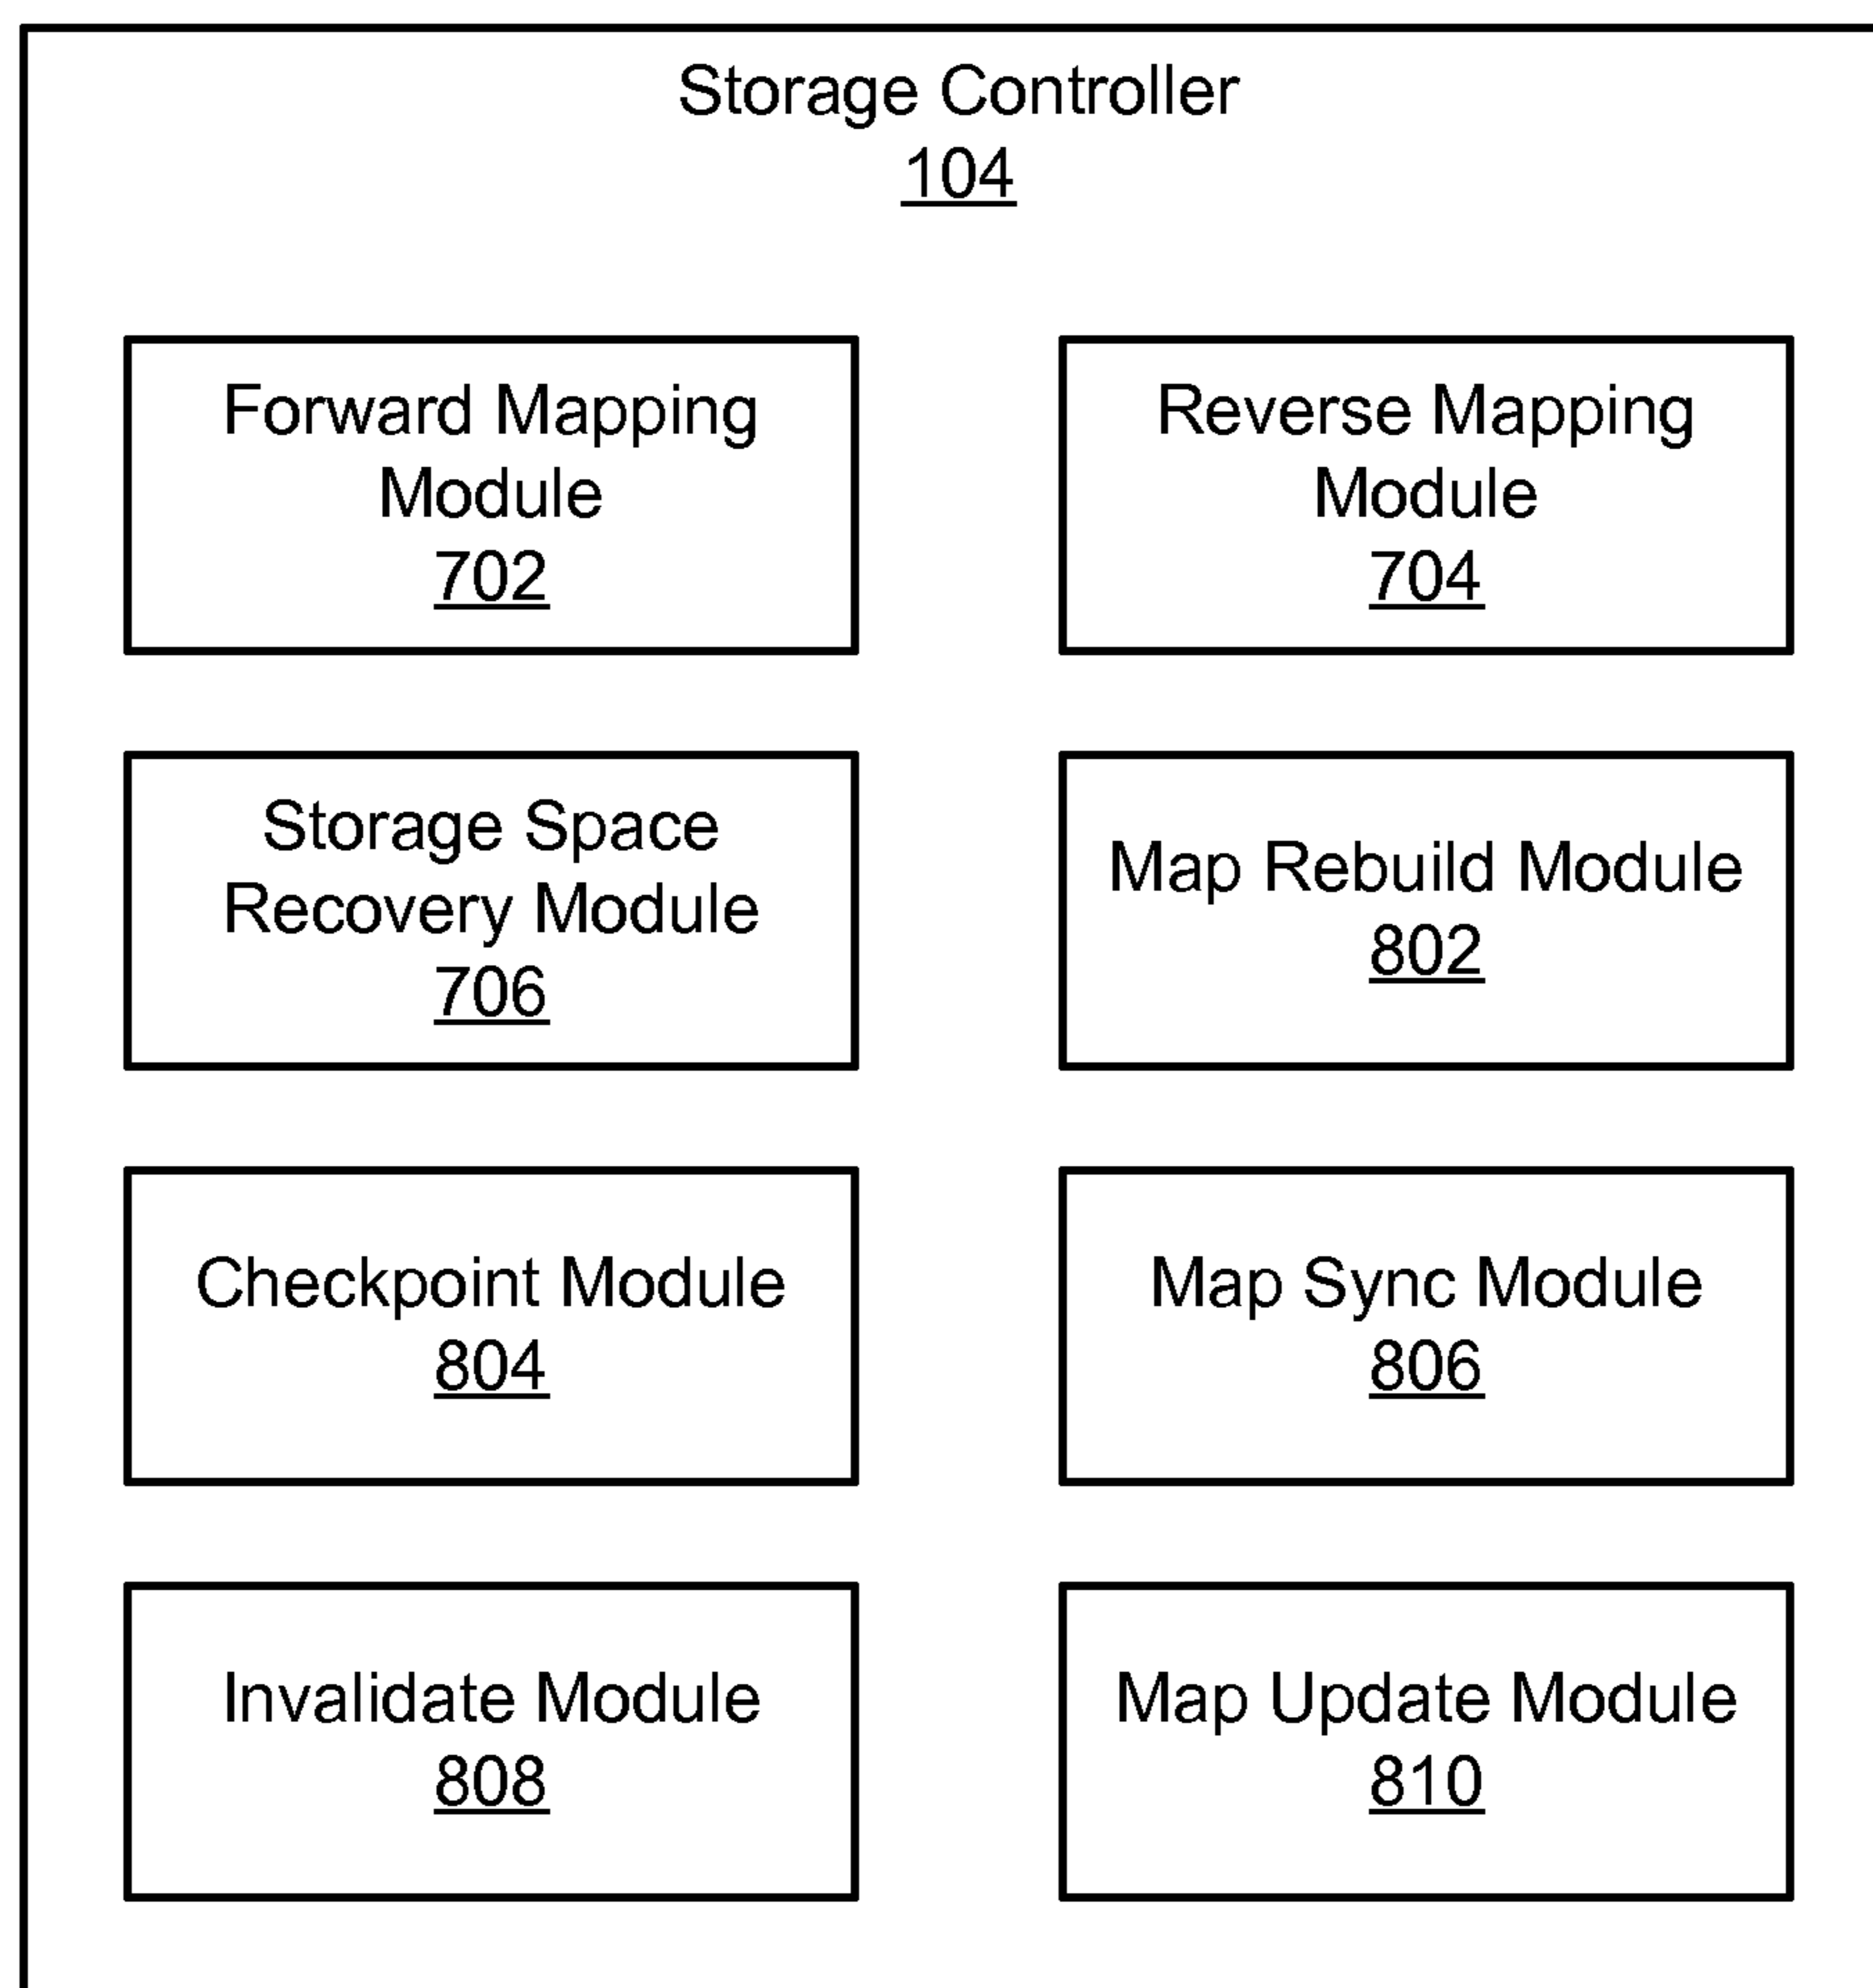 Storage Controller
104
Forward Mapping
Module
702
Reverse Mapping
Module
704
Storage Space
Recovery Module
706
Map Rebuild Module
802
Checkpoint Module
804
Map Sync Module
806
Invalidate Module
808
Map Update Module
810